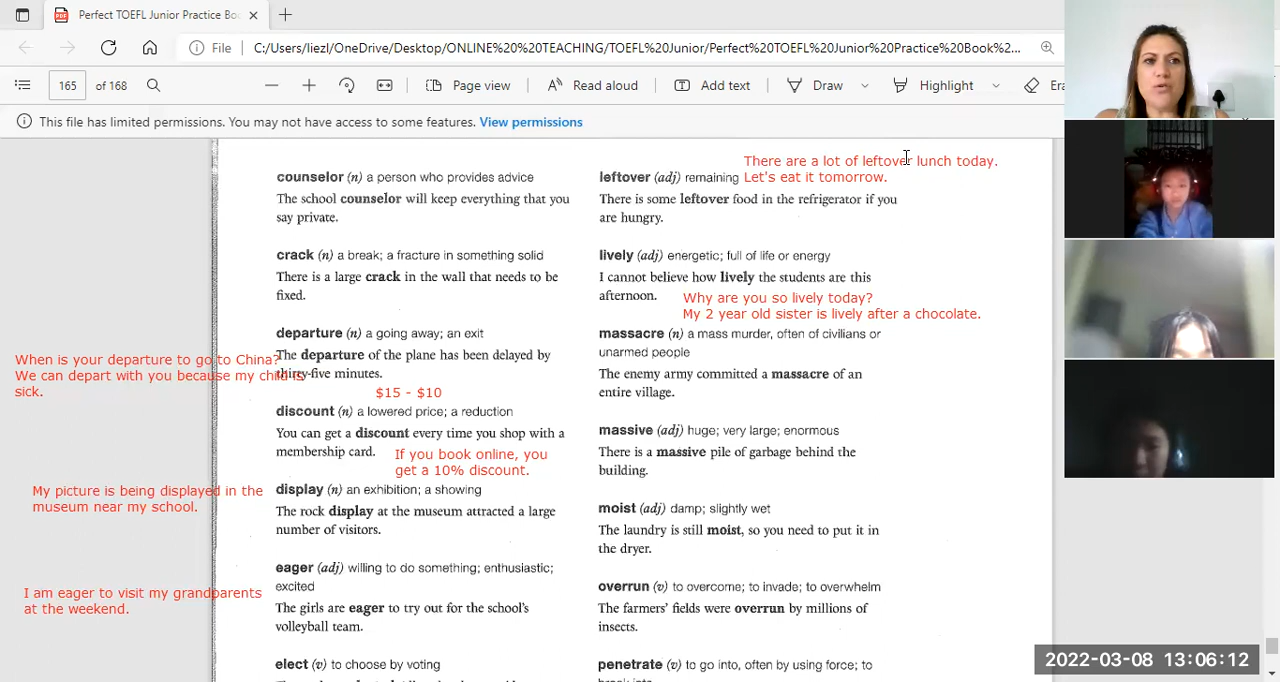 Perfect TOEFL Junior Practice Bo
File
C:/Users/liezl/OneDrive/Desktop/ONLINE%20%20TEACHING/TOEFL%20Junior/Perfect%20TOEFL%20Junior%20Practice%20Book%2...
165 of 168
Page view
Read aloud
Add text
Draw
Highlight
Era
This file has limited permissions. You may not have access to some features. View permissions
counselor (n) a person who provides advice
The school counselor will keep everything that you
say private.
crack (n) a break; a fracture in something solid
There is a large crack in the wall that needs to be
fixed.
departure (n) a going away; an exit
The departure of the plane has been delayed by
thirty-five minutes.
When is your departure to go to China?
We can depart with you because my child is
sick.
$15 - $10
discount (n) a lowered price; a reduction
You can get a discount every time you shop with a
membership card.
If you book online, you
get a 10% discount.
display (n) an exhibition; a showing
The rock display at the museum attracted a large
number of visitors.
My picture is being displayed in the
museum near my school.
eager (adj) willing to do something; enthusiastic;
excited
The girls are eager to try out for the school's
volleyball team.
I am eager to visit my grandparents
at the weekend.
elect (v) to choose by voting
There are a lot of leftover lunch today.
Let's eat it tomorrow.
leftover (adj) remaining
There is some leftover food in the refrigerator if you
are hungry.
lively (adj) energetic; full of life or energy
I cannot believe how lively the students are this
afternoon.
Why are you so lively today?
My 2 year old sister is lively after a chocolate.
massacre (n) a mass murder, often of civilians or
unarmed people
The enemy army committed a massacre of an
entire village.
massive (adj) huge; very large; enormous
There is a massive pile of garbage behind the
building.
moist (adj) damp; slightly wet
The laundry is still moist, so you need to put it in
the dryer.
overrun (v) to overcome; to invade; to overwhelm
The farmers' fields were overrun by millions of
insects.
penetrate (v) to go into, often by using force; to
2022-03-08 13:06:12